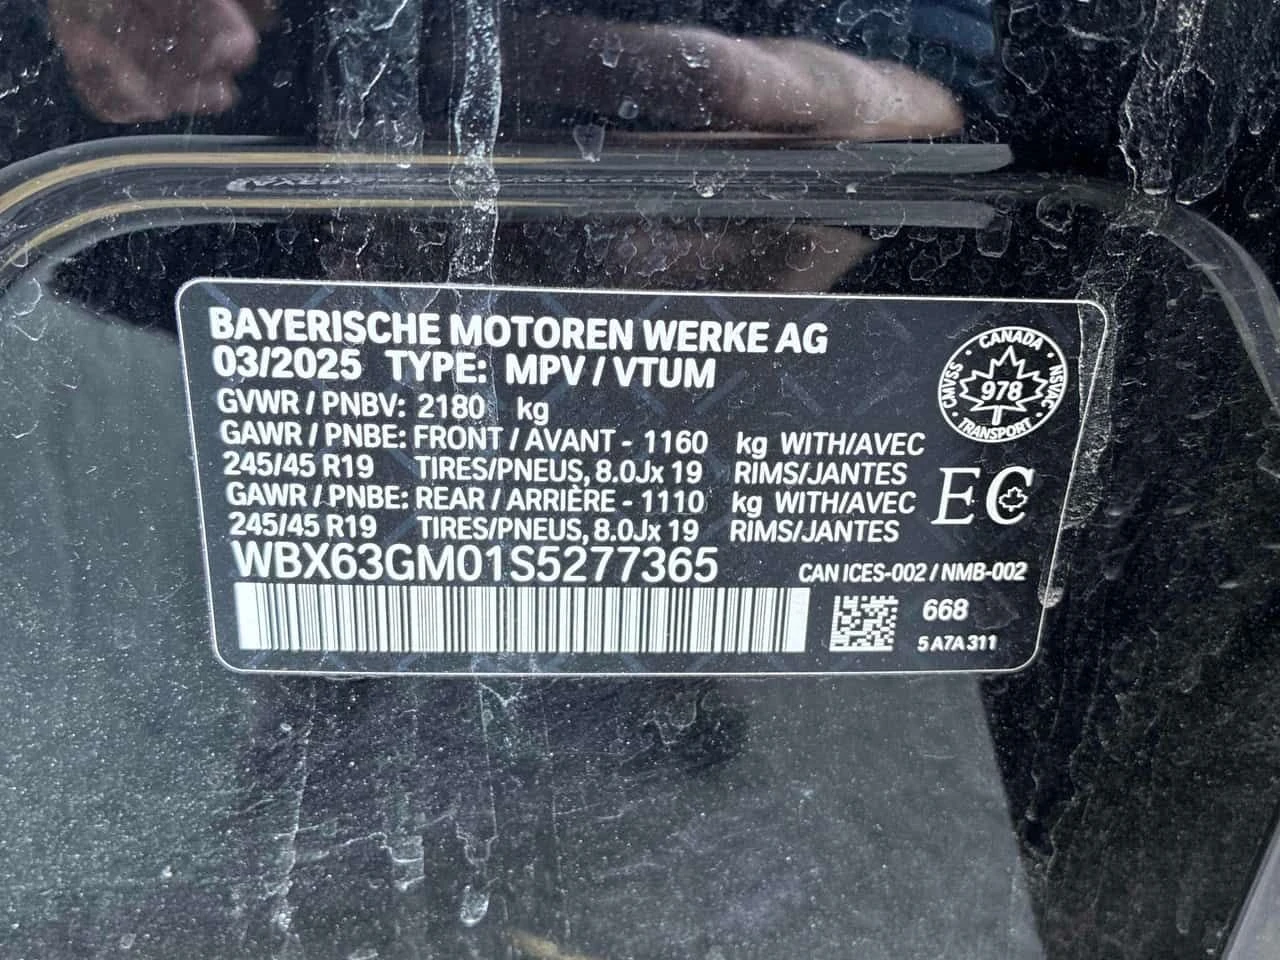 BAYERISCHE MOTOREN WERKE AG
03/2025 TYPE: MPV / VTUM
GVWR / PNBV: 2180 kg
GAWR / PNBE: FRONT / AVANT - 1160 kg WITH/AVEC
245/45 R19 TIRES/PNEUS, 8.0Jx 19 RIMS/JANTES
GAWR / PNBE: REAR / ARRIÈRE - 1110 kg WITH/AVEC
245/45 R19 TIRES/PNEUS, 8.0Jx 19 RIMS/JANTES
WBX63GM01S5277365
CANADA
CMVSS
978
NSVAC
TRANSPORT
EC
CAN ICES-002 / NMB-002
668
5 A7A 311